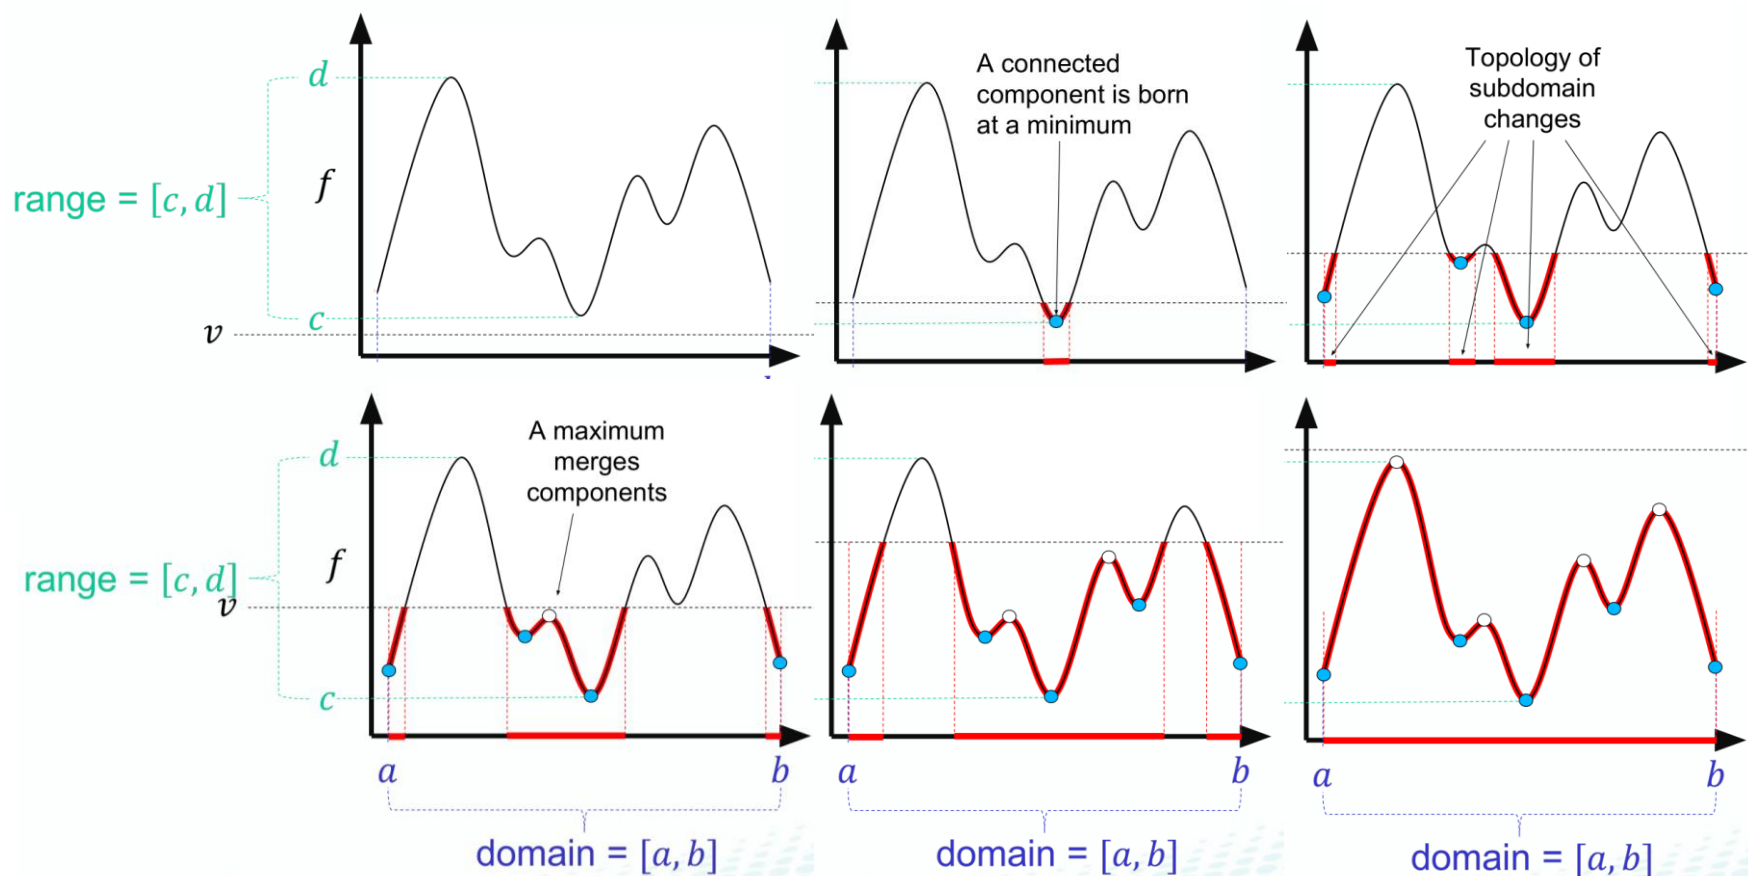 d
f
range = [c, d]
c
v
A connected
component is born
at a minimum
Topology of
subdomain
changes
d
A maximum
merges
components
f
range = [c, d]
v
c
a
b
domain = [a, b]
a
b
domain = [a, b]
a
b
domain = [a, b]